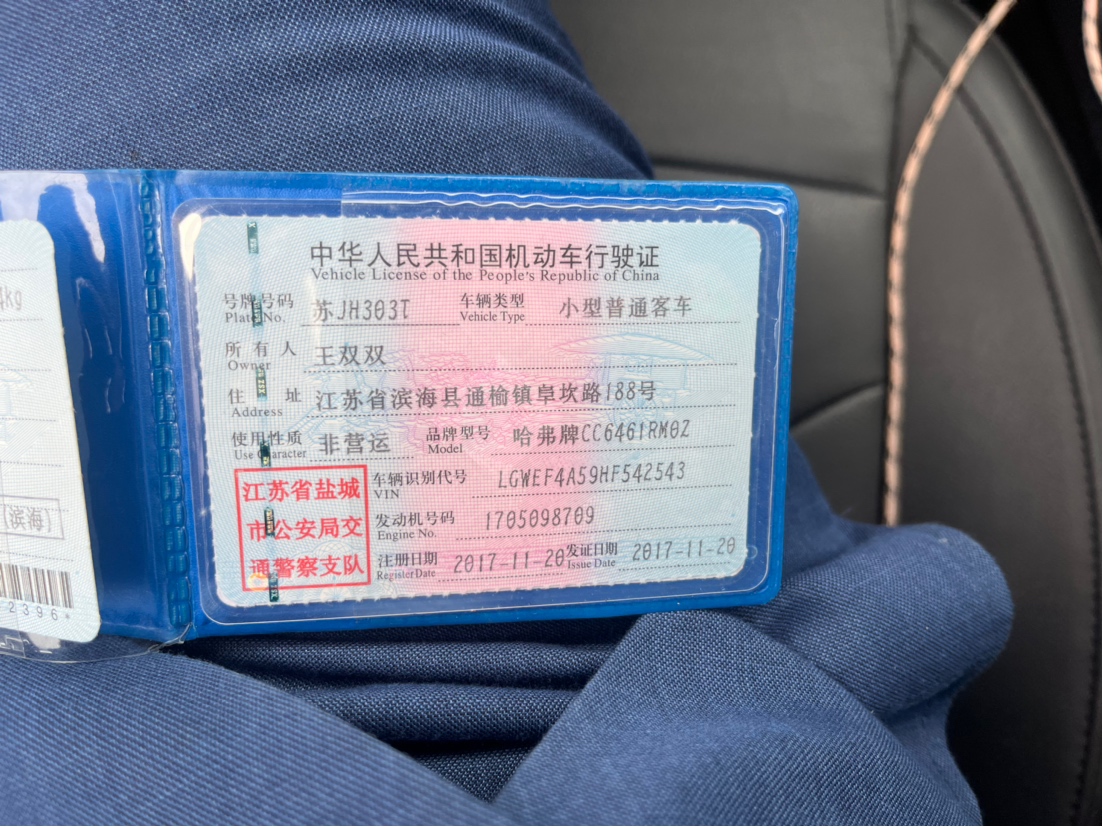 中华人民共和国机动车行驶证
Vehicle License of the People's Republic of China
号牌号码 苏JH303T 车辆类型 小型普通客车
Plate No. Vehicle Type
所有人 王双双
Owner
住址 江苏省滨海县通榆镇阜坎路188号
Address
使用性质 非营运 品牌型号 哈弗牌CC6461RM0Z
Use Character Model
江苏省盐城
市公安局交
通警察支队
车辆识别代号 LGWEF4A59HF542543
VIN
发动机号码 1705098709
Engine No.
注册日期 2017-11-20 发证日期 2017-11-20
Register Date Issue Date
4kg
(滨海)
2396*